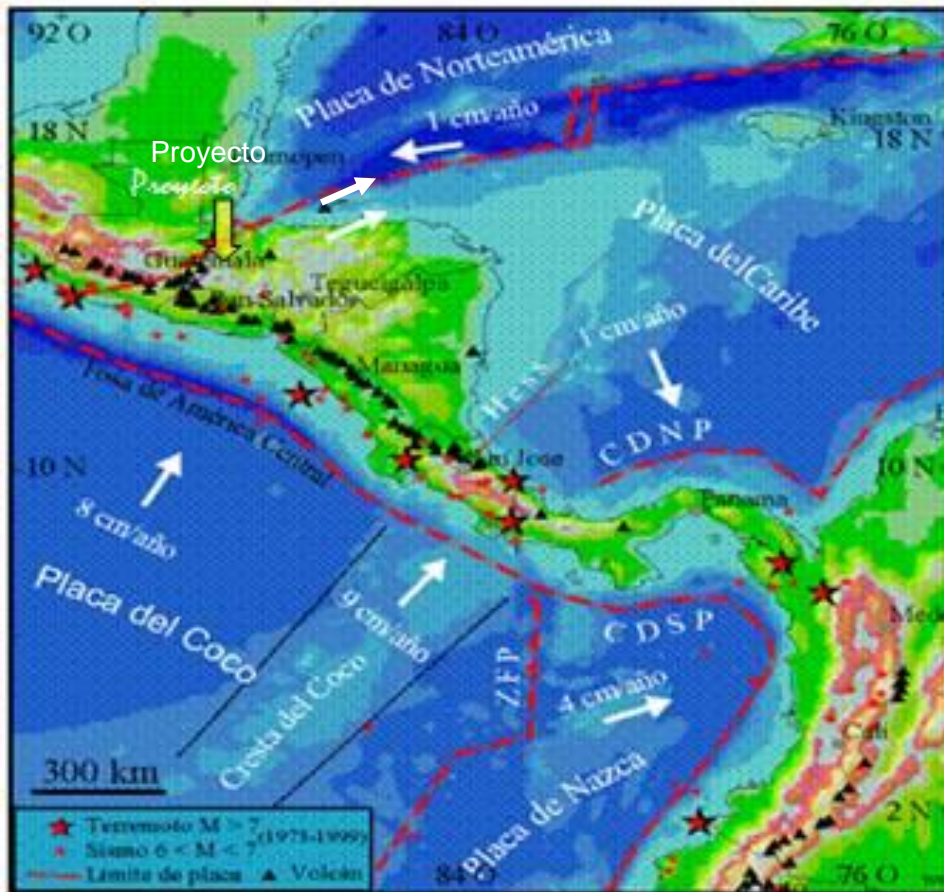 92 O
84 O
76 O
Placa de Norteamérica
1 cm/año
18 N
Kingston
18 N
Proyecto
Proyecto
Placa del Caribe
Guatemala
Tegucigalpa
San Salvador
1 cm/año
Managua
Hess
Fosa de América Central
CDNP
10 N
San Jose
10 N
Panama
8 cm/año
Placa del Coco
9 cm/año
CDSP
ZFP
4 cm/año
Cresta del Coco
Cali
Placa de Nazca
300 km
2 N
Terremoto M > 7
(1973-1999)
Sismo 6 < M < 7
Límite de placa
Volcán
84 O
76 O